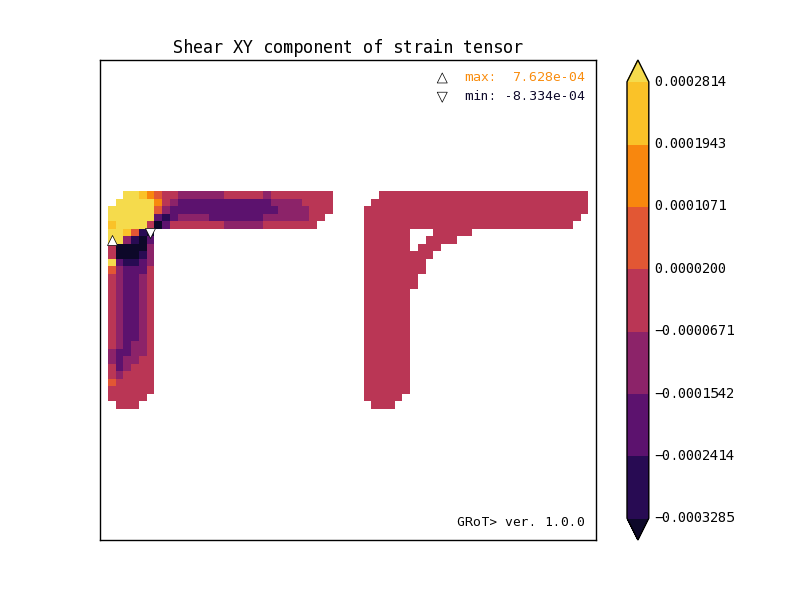 Shear XY component of strain tensor
△ max: 7.628e-04
▽ min: -8.334e-04
0.0002814
0.0001943
0.0001071
0.0000200
−0.0000671
−0.0001542
−0.0002414
−0.0003285
GRoT> ver. 1.0.0